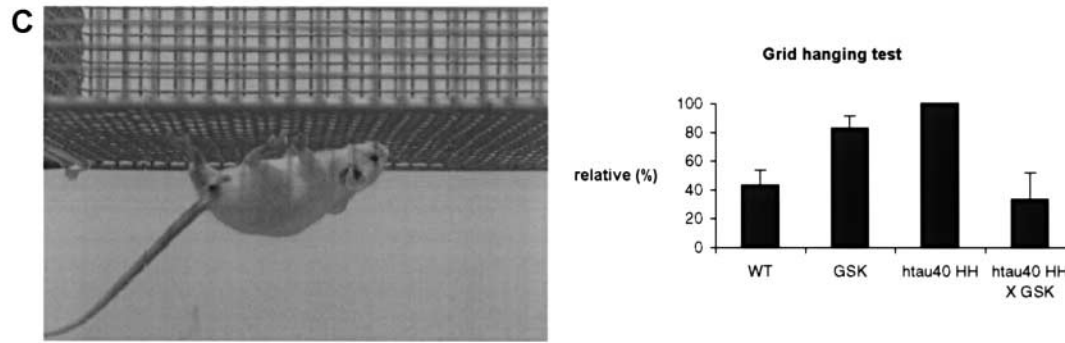 C
Grid hanging test
relative (%)
100
80
60
40
20
0
WT
GSK
htau40 HH
htau40 HH
X GSK